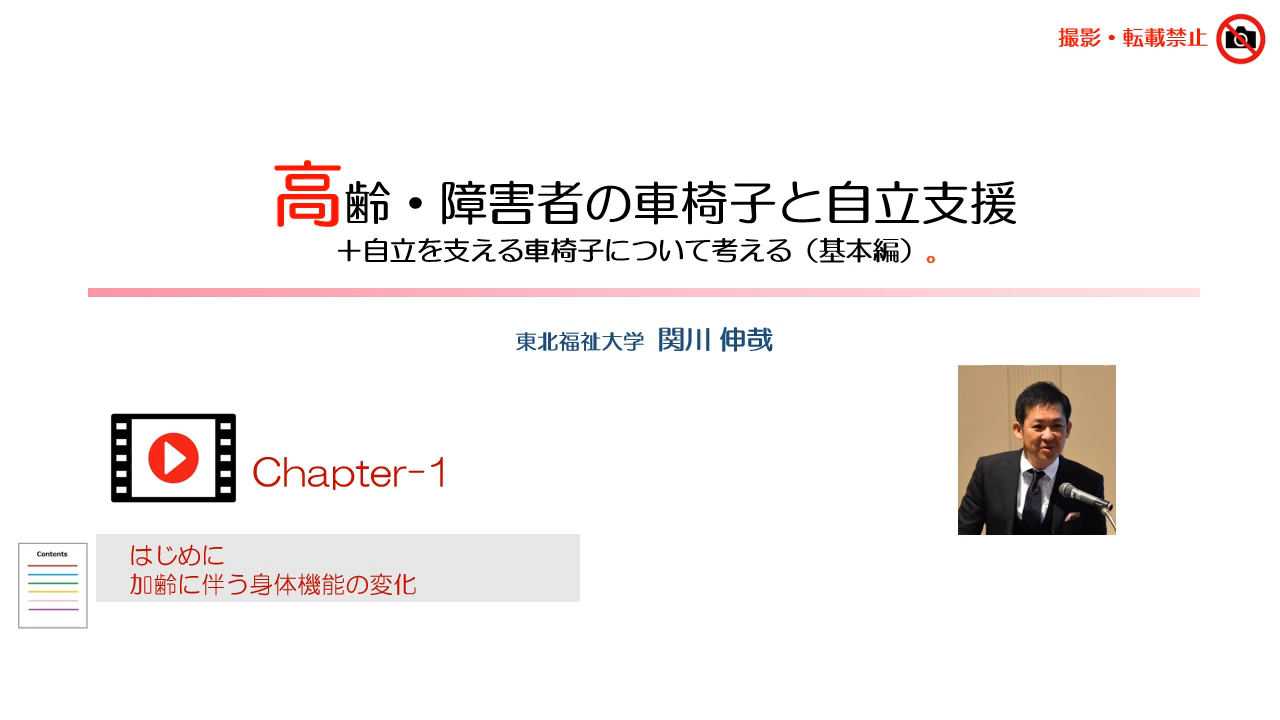 撮影・転載禁止
高齢・障害者の車椅子と自立支援
＋自立を支える車椅子について考える（基本編）。
東北福祉大学 関川 伸哉
Chapter-1
Contents
はじめに
加齢に伴う身体機能の変化